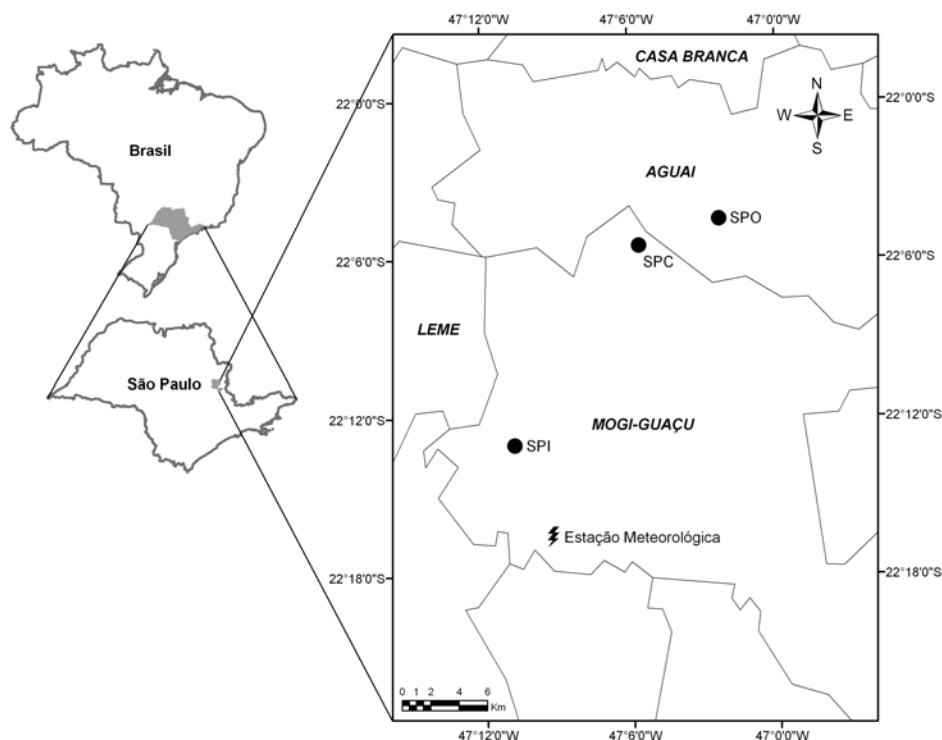 47°12'0"W
47°6'0"W
47°0'0"W
CASA BRANCA
22°0'0"S
22°0'0"S
N
W
E
S
Brasil
AGUAI
SPO
SPC
22°6'0"S
22°6'0"S
LEME
São Paulo
22°12'0"S
22°12'0"S
MOGI-GUAÇU
SPI
Estação Meteorológica
22°18'0"S
22°18'0"S
0 1 2 4 6
Km
47°12'0"W
47°6'0"W
47°0'0"W